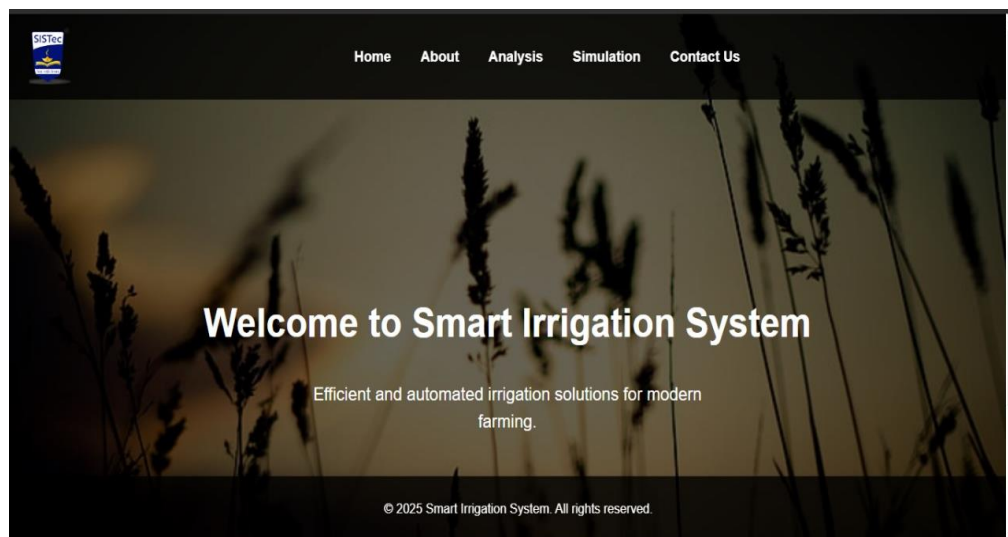 SISTec
Home About Analysis Simulation Contact Us
Welcome to Smart Irrigation System
Efficient and automated irrigation solutions for modern
farming.
© 2025 Smart Irrigation System. All rights reserved.